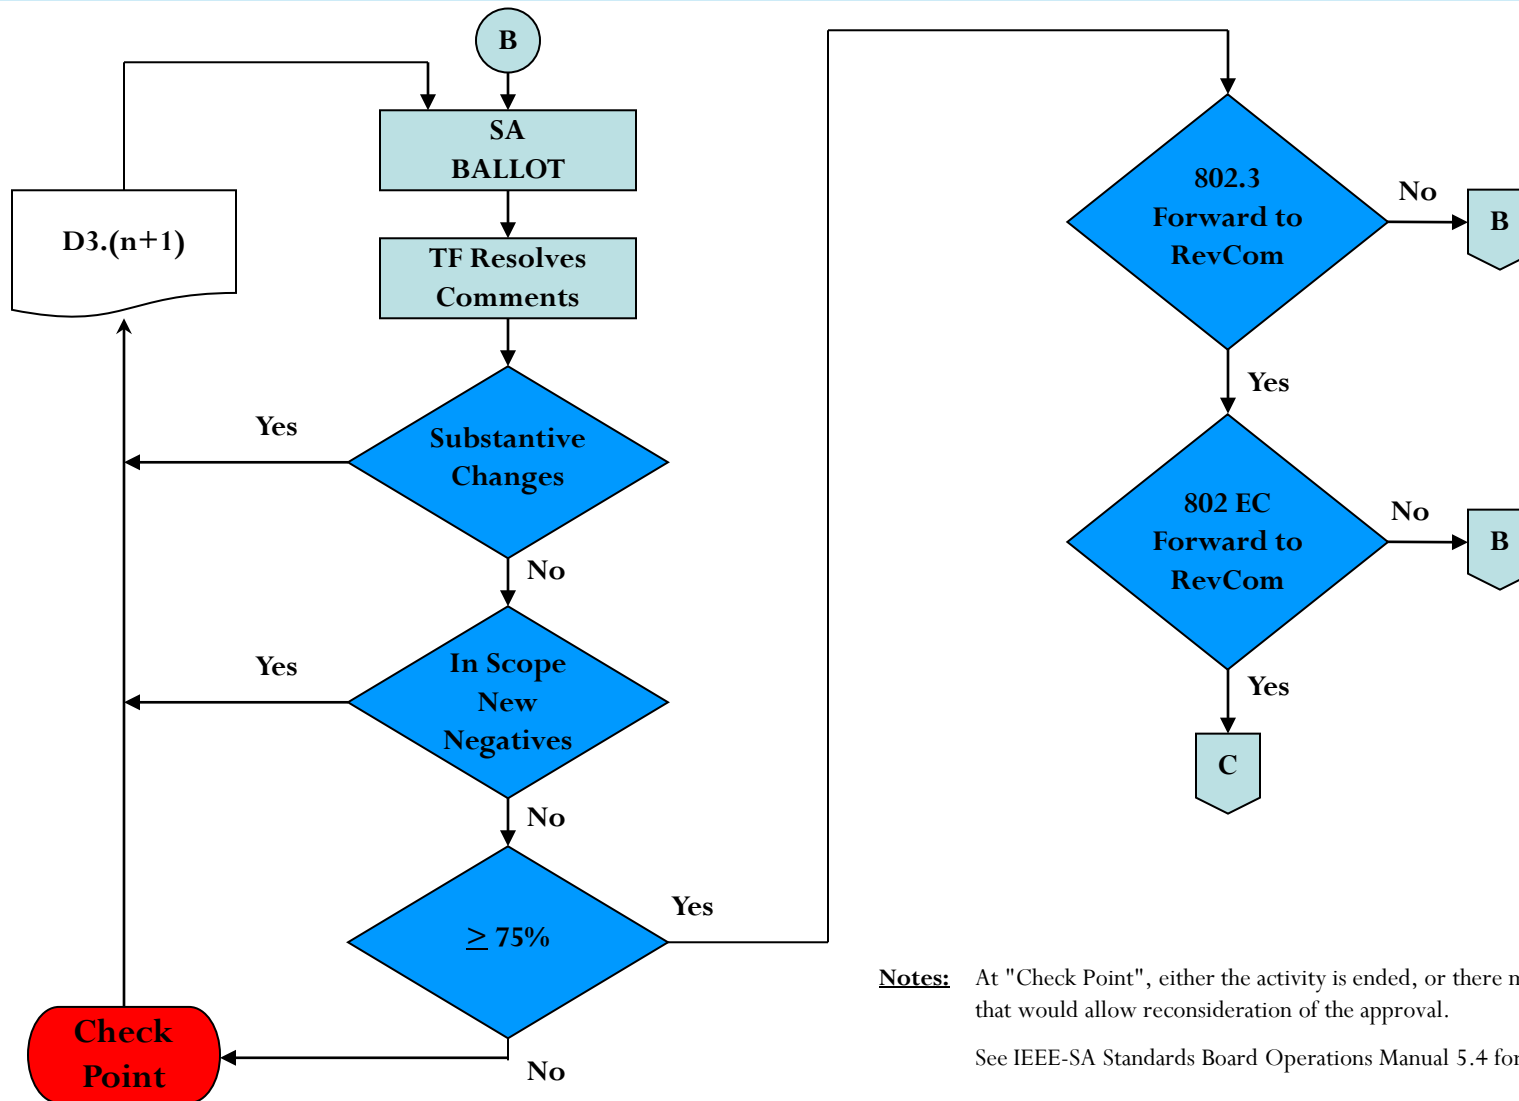 B
SA
BALLOT
D3.(n+1)
TF Resolves
Comments
Yes
Substantive
Changes
No
Yes
In Scope
New
Negatives
No
≥ 75%
Yes
No
Check
Point
802.3
Forward to
RevCom
No
B
Yes
802 EC
Forward to
RevCom
No
B
Yes
C
Notes: At "Check Point", either the activity is ended, or there
that would allow reconsideration of the approval.
See IEEE-SA Standards Board Operations Manual 5.4 for